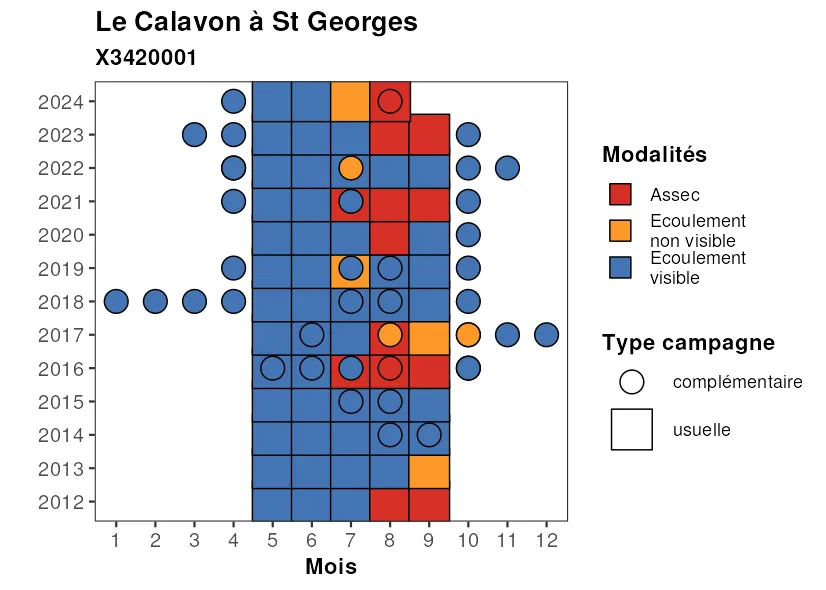 Le Calavon à St Georges
X3420001
2024
2023
2022
2021
2020
2019
2018
2017
2016
2015
2014
2013
2012
1 2 3 4 5 6 7 8 9 10 11 12
Mois
Modalités
Assec
Ecoulement
non visible
Ecoulement
visible
Type campagne
complémentaire
usuelle